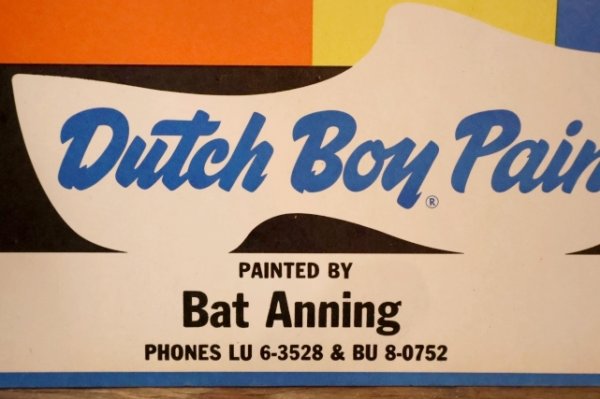 Dutch Boy® Pain
PAINTED BY
Bat Anning
PHONES LU 6-3528 & BU 8-0752